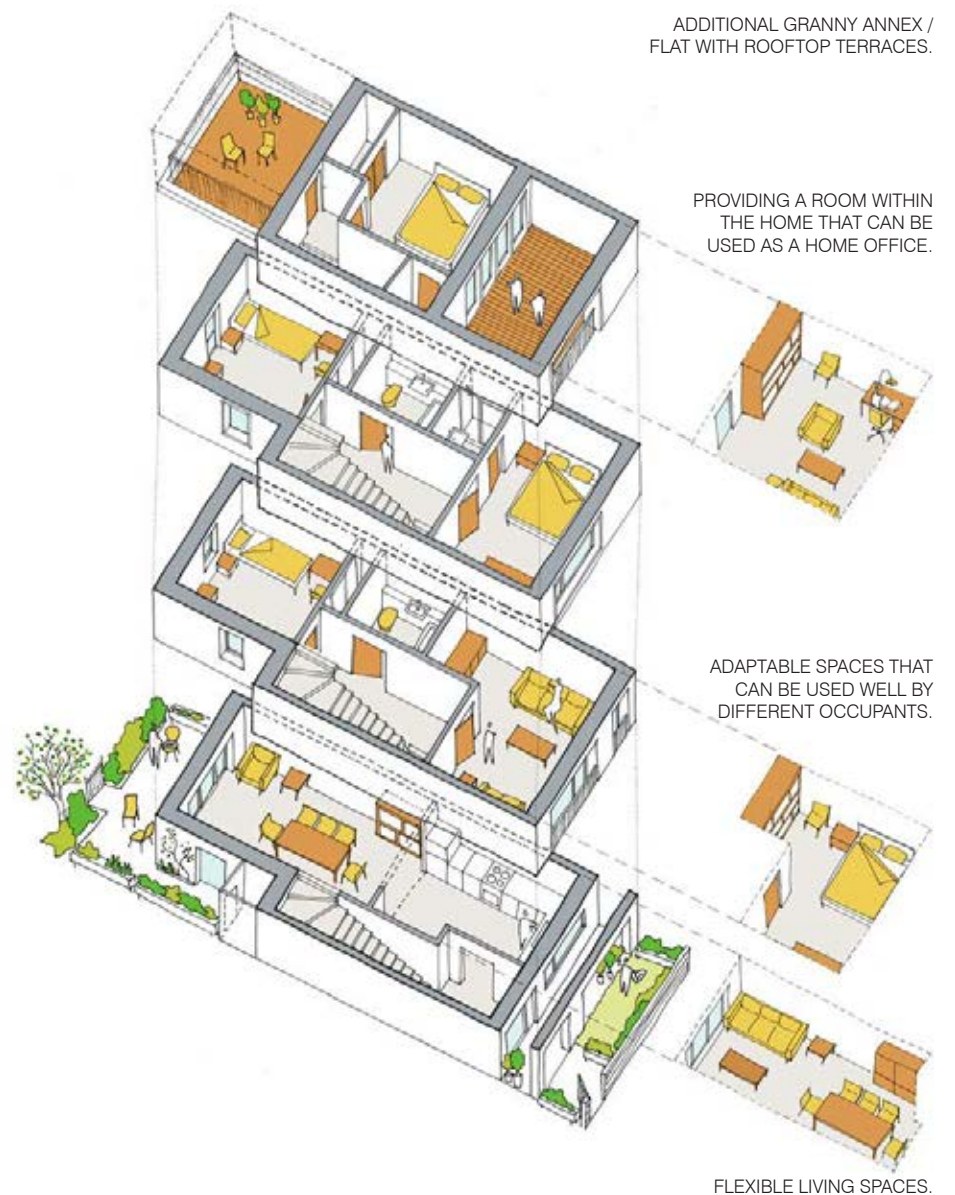 ADDITIONAL GRANNY ANNEX /
FLAT WITH ROOFTOP TERRACES.
PROVIDING A ROOM WITHIN
THE HOME THAT CAN BE
USED AS A HOME OFFICE.
ADAPTABLE SPACES THAT
CAN BE USED WELL BY
DIFFERENT OCCUPANTS.
FLEXIBLE LIVING SPACES.